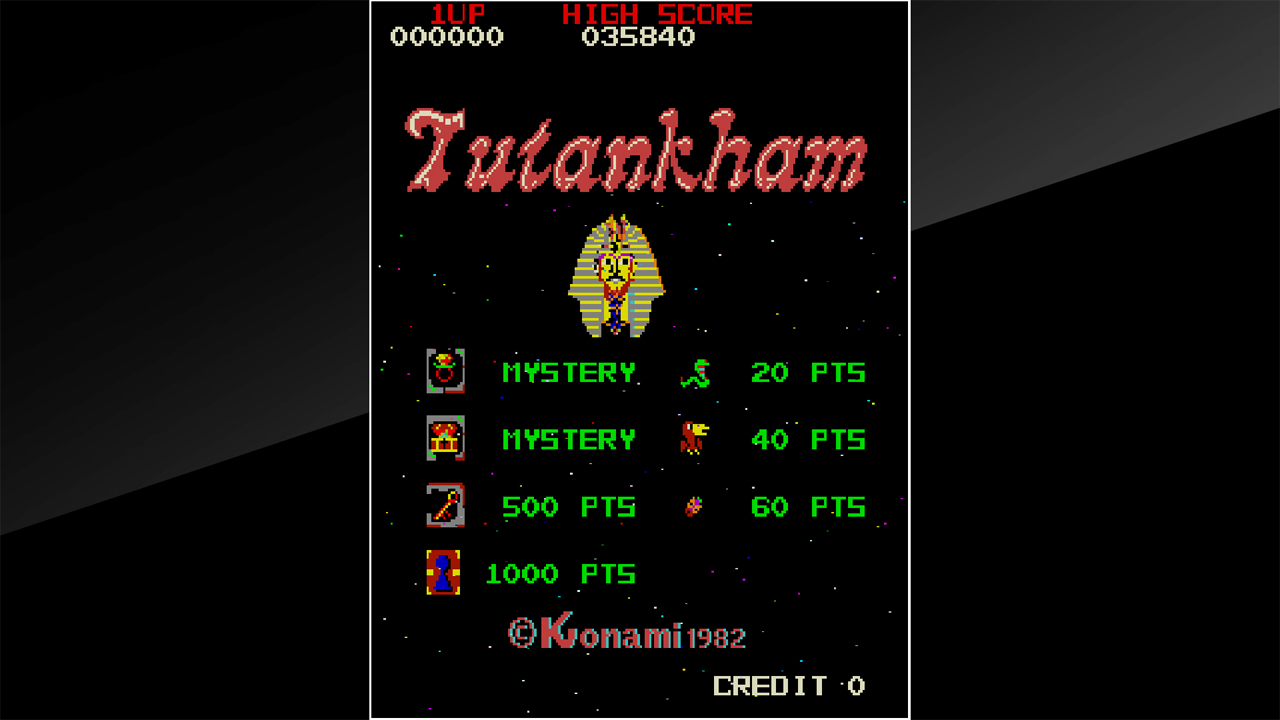 1UP HIGH SCORE
000000 035840
Tutankham
MYSTERY 20 PTS
MYSTERY 40 PTS
500 PTS 60 PTS
1000 PTS
©Konami 1982
CREDIT 0